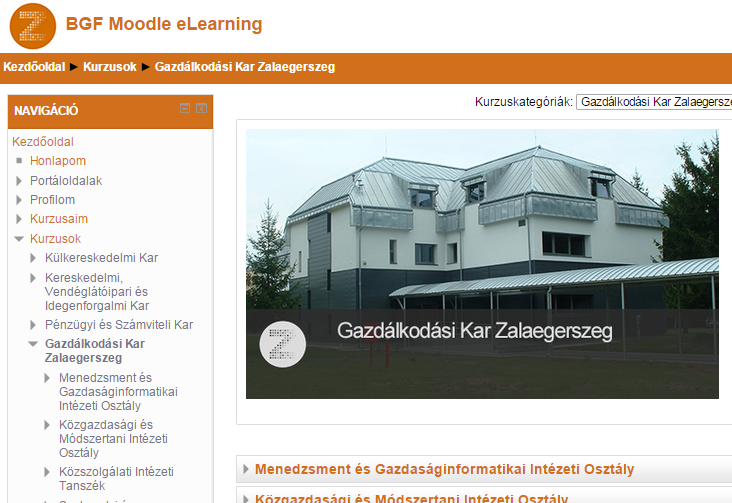 BGF Moodle eLearning
Kezdőoldal ► Kurzusok ► Gazdálkodási Kar Zalaegerszeg
NAVIGÁCIÓ
Kezdőoldal
Honlapom
Portáloldalak
Profilom
Kurzusaim
Kurzusok
Külkereskedelmi Kar
Kereskedelmi,
Vendéglátóipari és
Idegenforgalmi Kar
Pénzügyi és Számviteli Kar
Gazdálkodási Kar
Zalaegerszeg
Menedzsment és
Gazdaságinformatikai
Intézeti Osztály
Közgazdasági és
Módszertani Intézeti
Osztály
Közszolgálati Intézeti
Tanszék
Kurzuskategóriák: Gazdálkodási Kar Zalaegersze
Gazdálkodási Kar Zalaegerszeg
Menedzsment és Gazdaságinformatikai Intézeti Osztály
Közgazdasági és Módszertani Intézeti Osztály